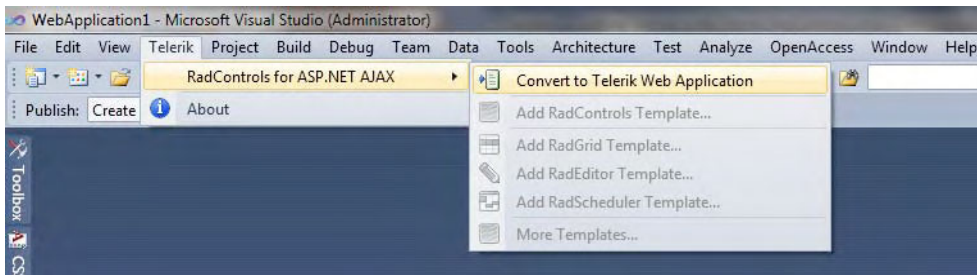 WebApplication1 - Microsoft Visual Studio (Administrator)
File Edit View Telerik Project Build Debug Team Data Tools Architecture Test Analyze OpenAccess Window Help
RadControls for ASP.NET AJAX
Convert to Telerik Web Application
Publish: Create
About
Add RadControls Template...
Add RadGrid Template...
Add RadEditor Template...
Add RadScheduler Template...
More Templates...
Toolbox
CS